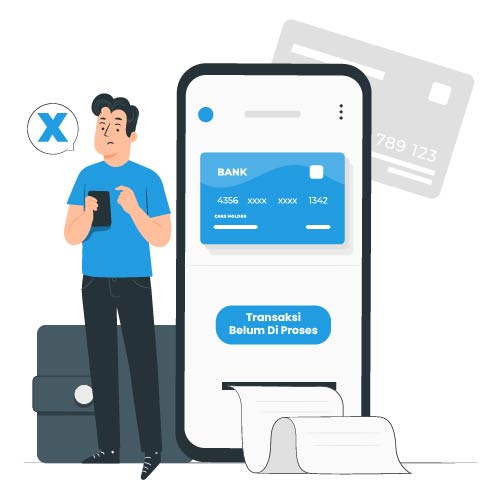 X
789 123
BANK
4356 xxxx xxxx 1342
CARD HOLDER
Transaksi
Belum Di Proses